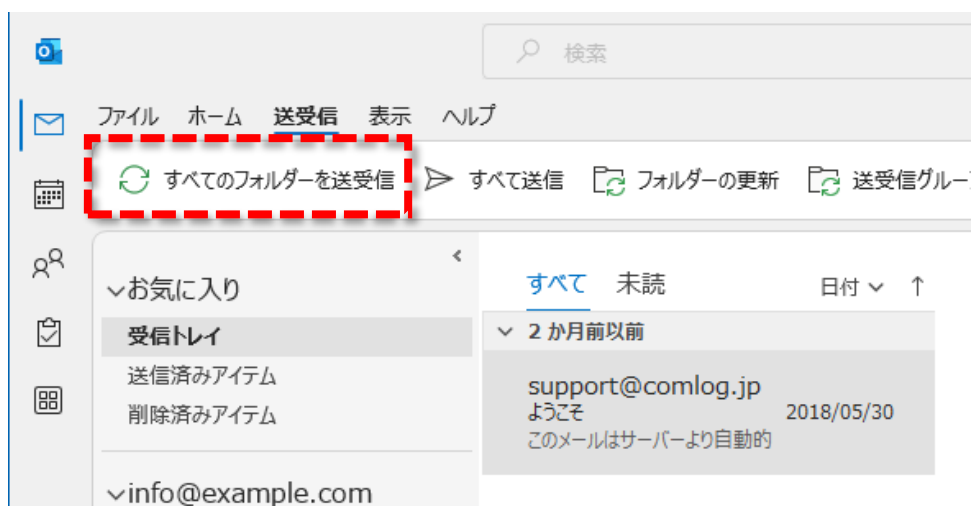 検索
ファイル ホーム 送受信 表示 ヘルプ
すべてのフォルダーを送受信 すべて送信 フォルダーの更新 送受信グルー
お気に入り
受信トレイ
送信済みアイテム
削除済みアイテム
info@example.com
すべて 未読 日付 ↑
2 か月前以前
support@comlog.jp
ようこそ 2018/05/30
このメールはサーバーより自動的